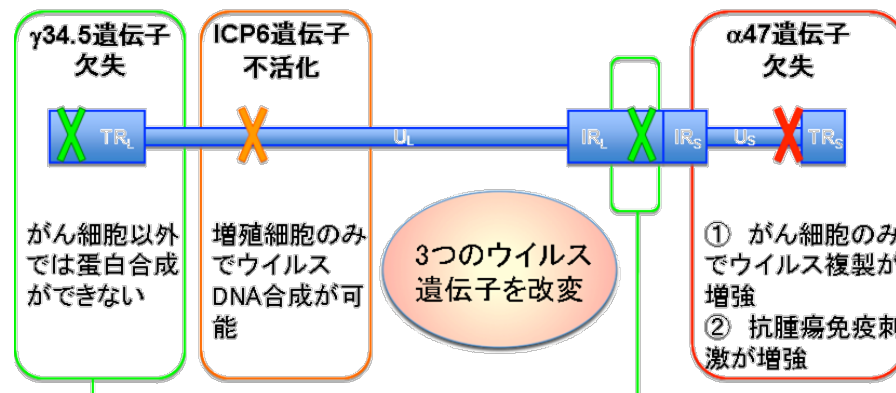 γ34.5遺伝子
欠失
ICP6遺伝子
不活化
α47遺伝子
欠失
TRL
UL
IRL
IRS
US
TRS
がん細胞以外
では蛋白合成
ができない
増殖細胞のみ
でウイルス
DNA合成が可
能
3つのウイルス
遺伝子を改変
① がん細胞のみ
でウイルス複製が
増強
② 抗腫瘍免疫刺
激が増強